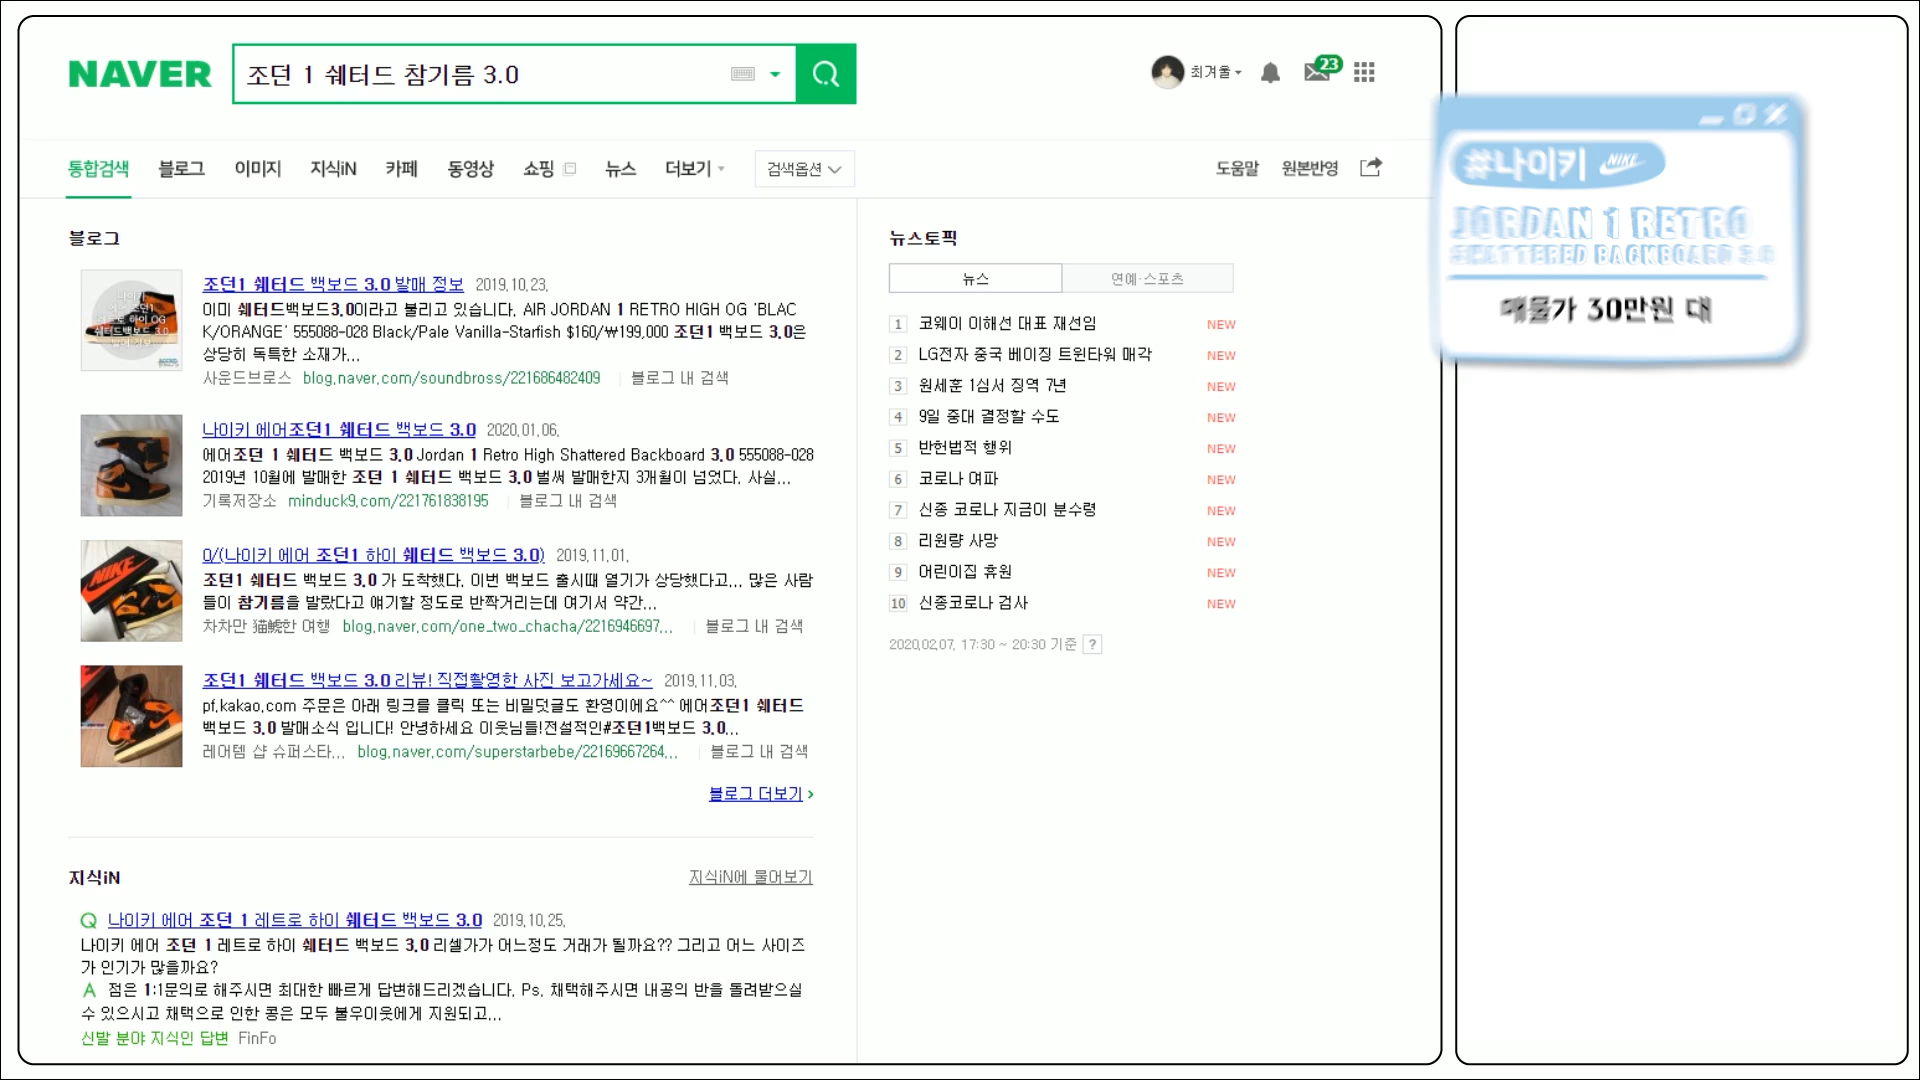 NAVER
조던 1 쉐터드 참기름 3.0
최겨울
23
통합검색 블로그 이미지 지식iN 카페 동영상 쇼핑 뉴스 더보기 검색옵션
도움말 원본반영
블로그
조던1 쉐터드 백보드 3.0 발매 정보 2019.10.23.
이미 쉐터드백보드3.0이라고 불리고 있습니다. AIR JORDAN 1 RETRO HIGH OG 'BLAC
K/ORANGE' 555088-028 Black/Pale Vanilla-Starfish $160/₩199,000 조던1 백보드 3.0은
상당히 독특한 소재가...
사운드브로스 blog.naver.com/soundbross/221686482409 블로그 내 검색
나이키 에어조던1 쉐터드 백보드 3.0 2020.01.06.
에어조던 1 쉐터드 백보드 3.0 Jordan 1 Retro High Shattered Backboard 3.0 555088-028
2019년 10월에 발매한 조던 1 쉐터드 백보드 3.0 벌써 발매한지 3개월이 넘었다. 사실...
기록저장소 minduck9.com/221761838195 블로그 내 검색
NIKE
0/(나이키 에어 조던1 하이 쉐터드 백보드 3.0) 2019.11.01.
조던1 쉐터드 백보드 3.0 가 도착했다. 이번 백보드 출시때 열기가 상당했다고... 많은 사람
들이 참기름을 발랐다고 얘기할 정도로 반짝거리는데 여기서 약간...
차차만 猫鯱한 여행 blog.naver.com/one_two_chacha/2216946697... 블로그 내 검색
조던1 쉐터드 백보드 3.0 리뷰! 직접촬영한 사진 보고가세요~ 2019.11.03.
pf.kakao.com 주문은 아래 링크를 클릭 또는 비밀덧글도 환영이에요^^ 에어조던1 쉐터드
백보드 3.0 발매소식 입니다! 안녕하세요 이웃님들!전설적인#조던1백보드 3.0...
레어템 샵 슈퍼스타... blog.naver.com/superstarbebe/22169667264... 블로그 내 검색
블로그 더보기
지식iN
지식iN에 물어보기
Q 나이키 에어 조던 1 레트로 하이 쉐터드 백보드 3.0 2019.10.25.
나이키 에어 조던 1 레트로 하이 쉐터드 백보드 3.0 리셀가가 어느정도 거래가 될까요?? 그리고 어느 사이즈
가 인기가 많을까요?
A 점은 1:1문의로 해주시면 최대한 빠르게 답변해드리겠습니다. Ps. 채택해주시면 내공의 반을 돌려받으실
수 있으시고 채택으로 인한 콩은 모두 불우이웃에게 지원되고...
신발 분야 지식인 답변 FinFo
뉴스토픽
뉴스 연예·스포츠
1 코웨이 이해선 대표 재선임 NEW
2 LG전자 중국 베이징 트윈타워 매각 NEW
3 원세훈 1심서 징역 7년 NEW
4 9일 중대 결정할 수도 NEW
5 반헌법적 행위 NEW
6 코로나 여파 NEW
7 신종 코로나 지금이 분수령 NEW
8 리원량 사망 NEW
9 어린이집 휴원 NEW
10 신종코로나 검사 NEW
2020.02.07. 17:30 ~ 20:30 기준 ?
#나이키 NIKE
JORDAN 1 RETRO
SHATTERED BACKBOARD 3.0
매물가 30만원 대